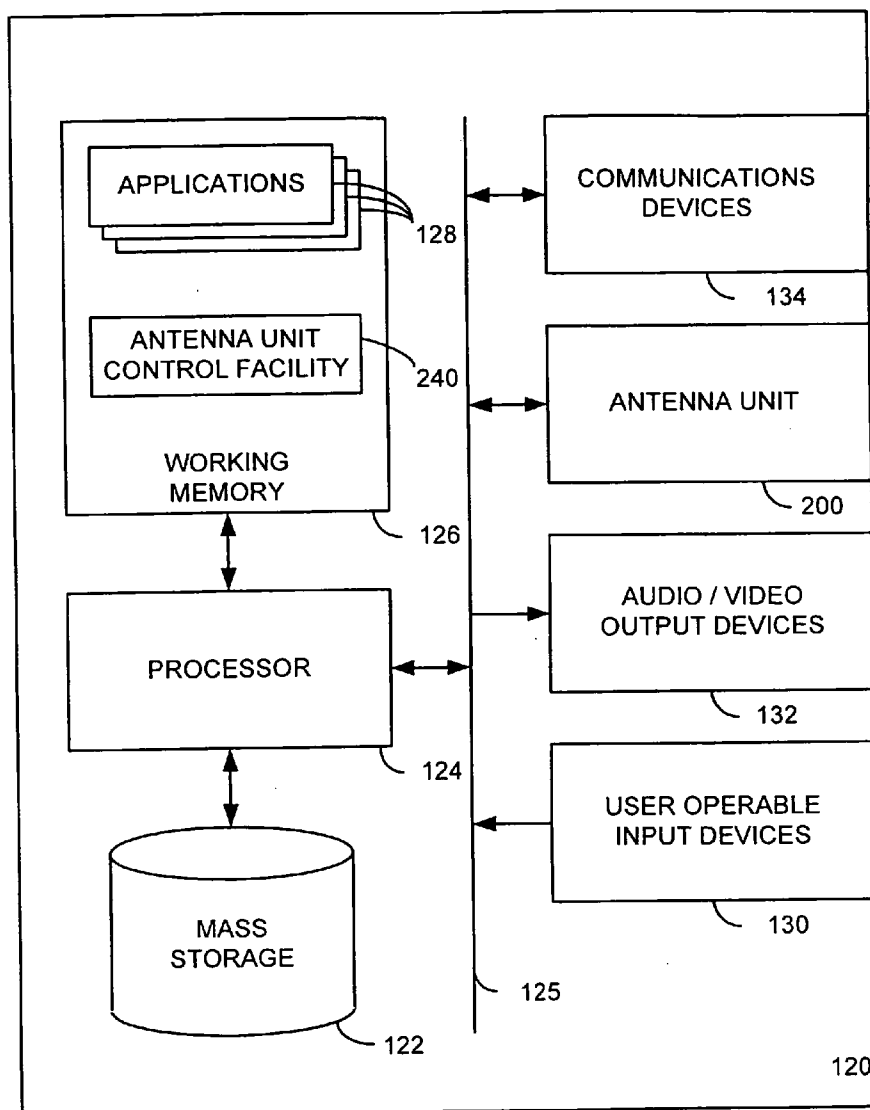 APPLICATIONS
128
ANTENNA UNIT
CONTROL FACILITY
240
WORKING
MEMORY
126
PROCESSOR
124
MASS
STORAGE
122
125
COMMUNICATIONS
DEVICES
134
ANTENNA UNIT
200
AUDIO / VIDEO
OUTPUT DEVICES
132
USER OPERABLE
INPUT DEVICES
130
120